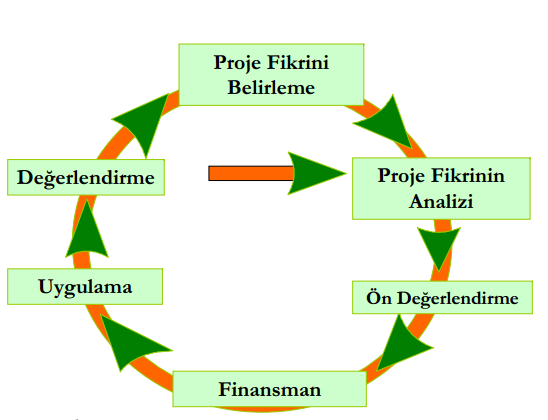 Proje Fikrini
Belirleme
Proje Fikrinin
Analizi
Ön Değerlendirme
Finansman
Uygulama
Değerlendirme